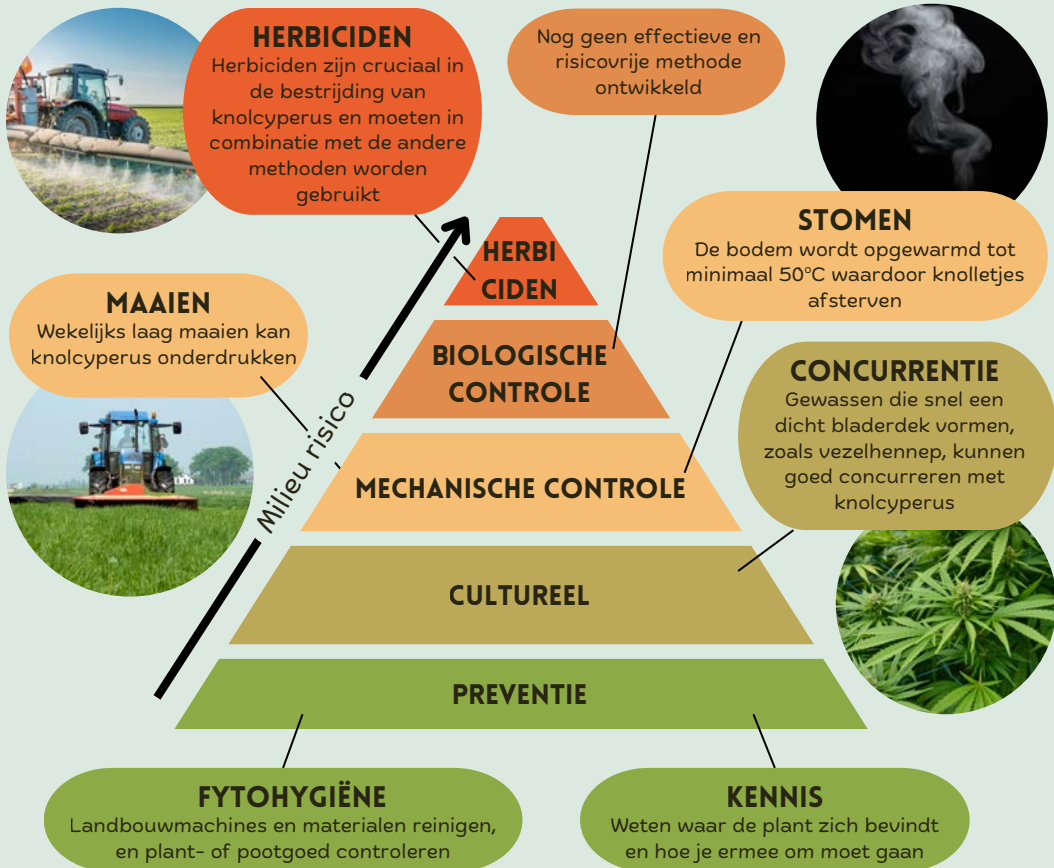 HERBICIDEN
Herbiciden zijn cruciaal in
de bestrijding van
knolcyperus en moeten in
combinatie met de andere
methoden worden
gebruikt
Nog geen effectieve en
risicovrije methode
ontwikkeld
STOMEN
De bodem wordt opgewarmd tot
minimaal 50°C waardoor knolletjes
afsterven
MAAIEN
Wekelijks laag maaien kan
knolcyperus onderdrukken
CONCURRENTIE
Gewassen die snel een
dicht bladerdek vormen,
zoals vezelhennep, kunnen
goed concurreren met
knolcyperus
Milieu risico
HERBI
CIDEN
BIOLOGISCHE
CONTROLE
MECHANISCHE CONTROLE
CULTUREEL
PREVENTIE
FYTOHYGIËNE
Landbouwmachines en materialen reinigen,
en plant- of pootgoed controleren
KENNIS
Weten waar de plant zich bevindt
en hoe je ermee om moet gaan